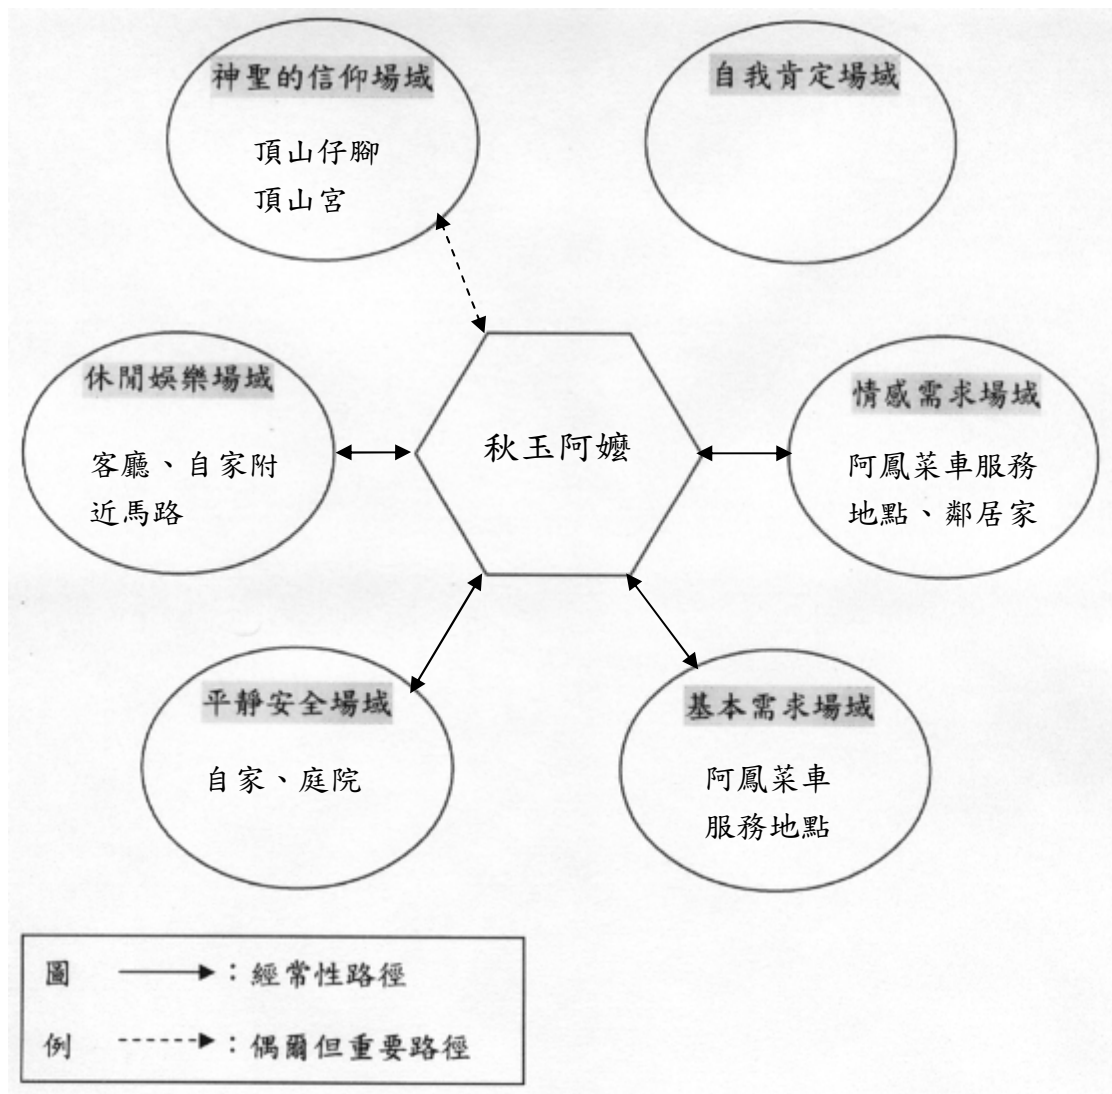 神聖的信仰場域
頂山仔腳
頂山宮
自我肯定場域
休閒娛樂場域
客廳、自家附
近馬路
秋玉阿嬤
情感需求場域
阿鳳菜車服務
地點、鄰居家
平靜安全場域
自家、庭院
基本需求場域
阿鳳菜車
服務地點
圖 :經常性路徑
例 :偶爾但重要路徑